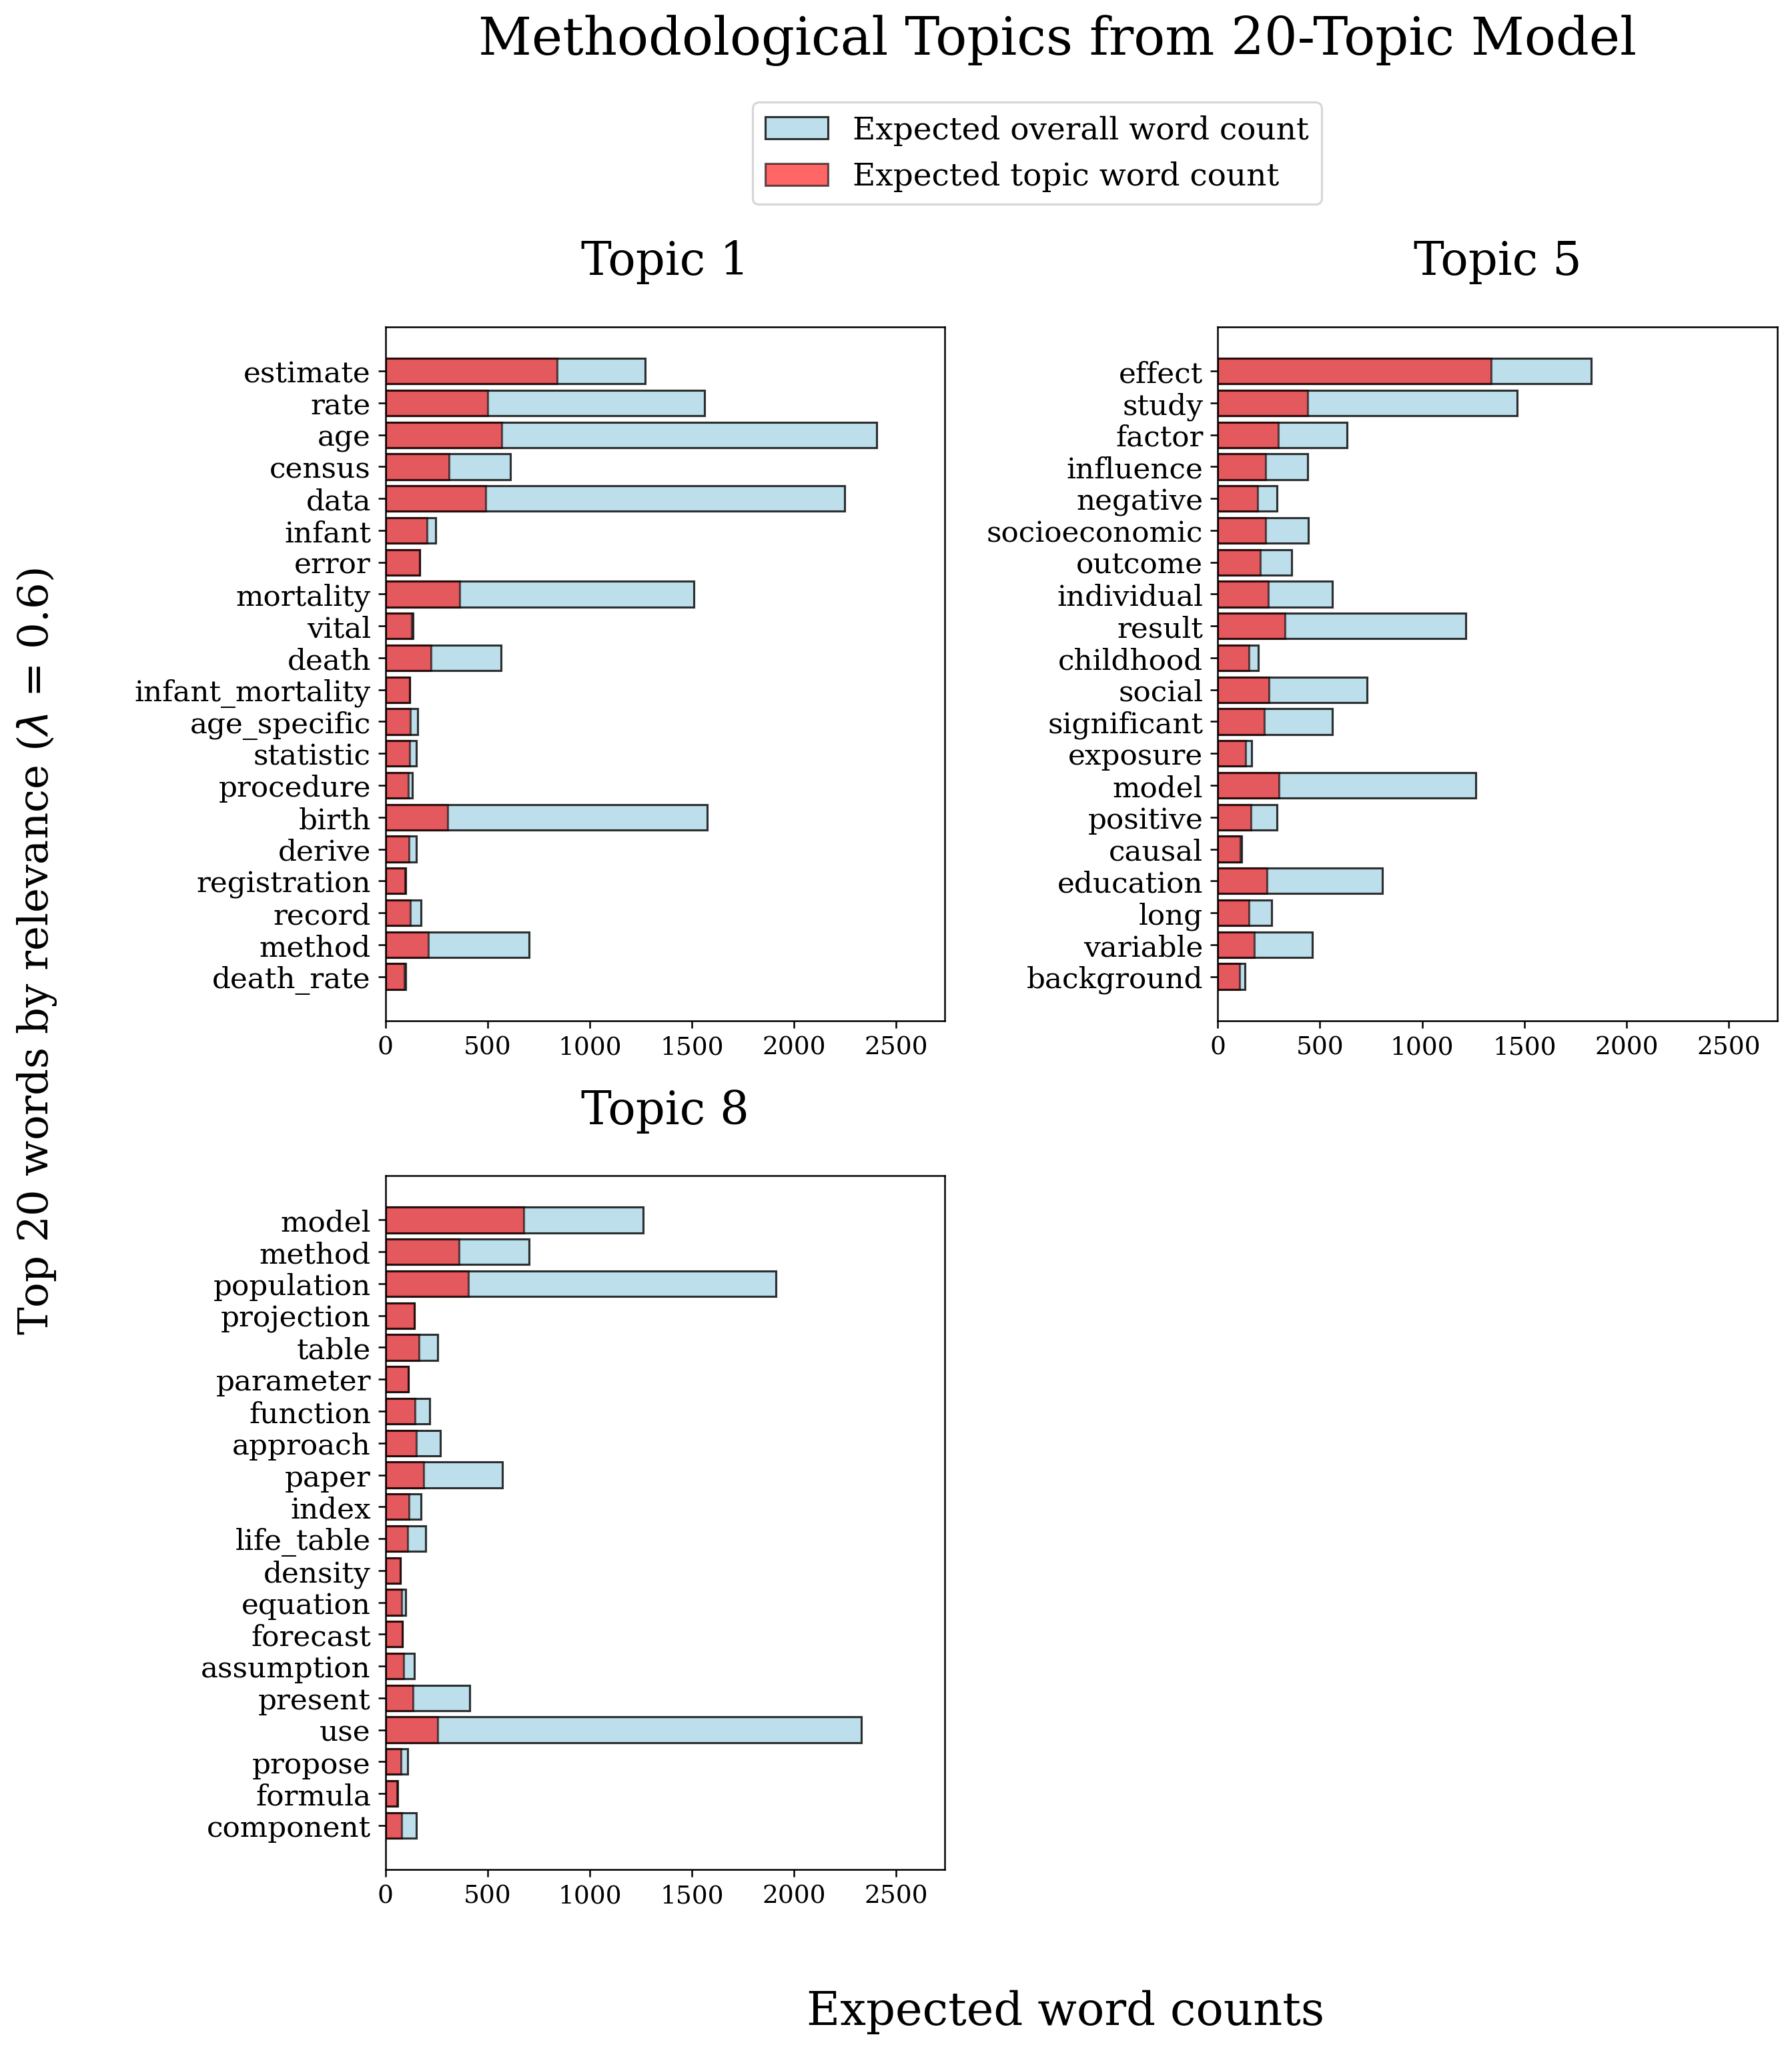 Methodological Topics from 20-Topic Model
Expected overall word count
Expected topic word count
Top 20 words by relevance (λ = 0.6)
Topic 1
estimate
rate
age
census
data
infant
error
mortality
vital
death
infant_mortality
age_specific
statistic
procedure
birth
derive
registration
record
method
death_rate
0 500 1000 1500 2000 2500
Topic 5
effect
study
factor
influence
negative
socioeconomic
outcome
individual
result
childhood
social
significant
exposure
model
positive
causal
education
long
variable
background
0 500 1000 1500 2000 2500
Topic 8
model
method
population
projection
table
parameter
function
approach
paper
index
life_table
density
equation
forecast
assumption
present
use
propose
formula
component
0 500 1000 1500 2000 2500
Expected word counts